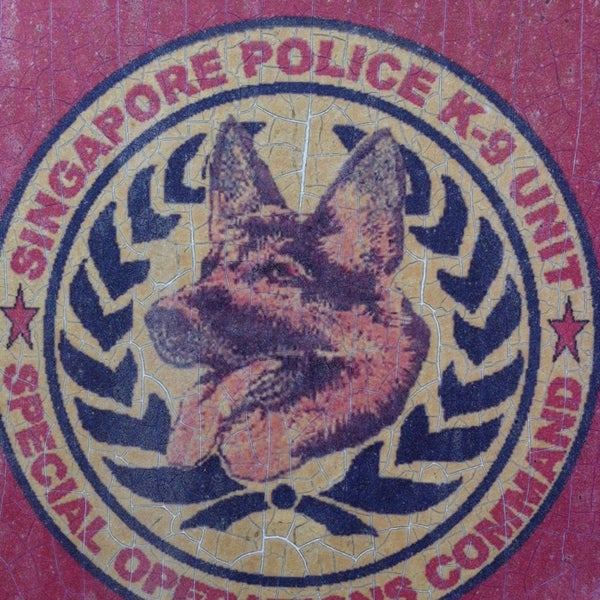 SINGAPORE POLICE K-9 UNIT
SPECIAL OPERATIONS COMMAND